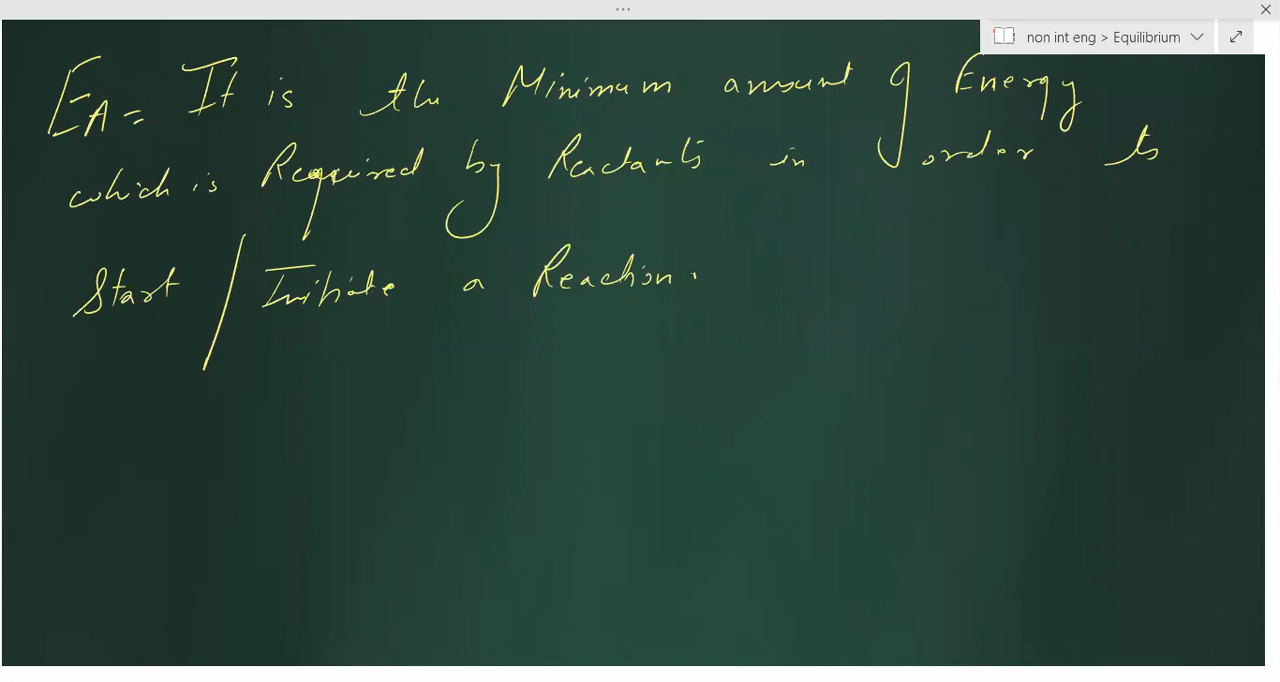 non int eng > Equilibrium
EA = It is the Minimum amount of Energy
which is Required by Reactants in order to
Start / Initiate a Reaction.